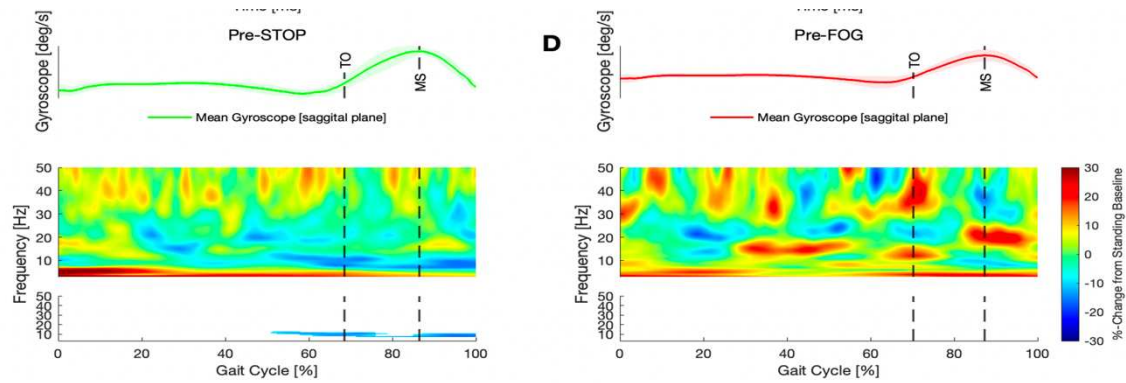 Pre-STOP
Gyroscope [deg/s]
TO
MS
Mean Gyroscope [saggital plane]
50
40
30
20
10
Frequency [Hz]
50
40
30
20
10
0
20
40
60
80
100
Gait Cycle [%]
D
Pre-FOG
Gyroscope [deg/s]
TO
MS
Mean Gyroscope [saggital plane]
50
40
30
20
10
Frequency [Hz]
50
40
30
20
10
0
20
40
60
80
100
Gait Cycle [%]
30
20
10
0
-10
-20
-30
%-Change from Standing Baseline